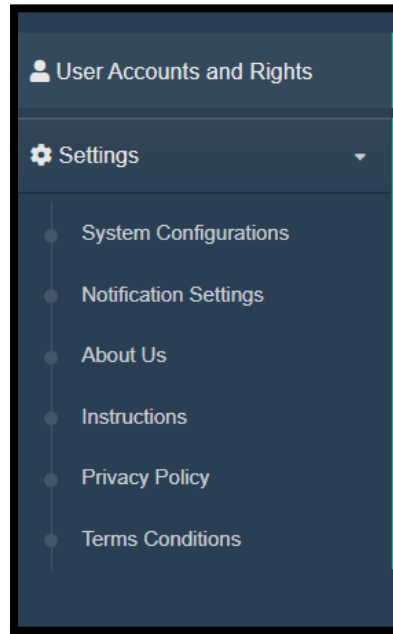 User Accounts and Rights
Settings
System Configurations
Notification Settings
About Us
Instructions
Privacy Policy
Terms Conditions